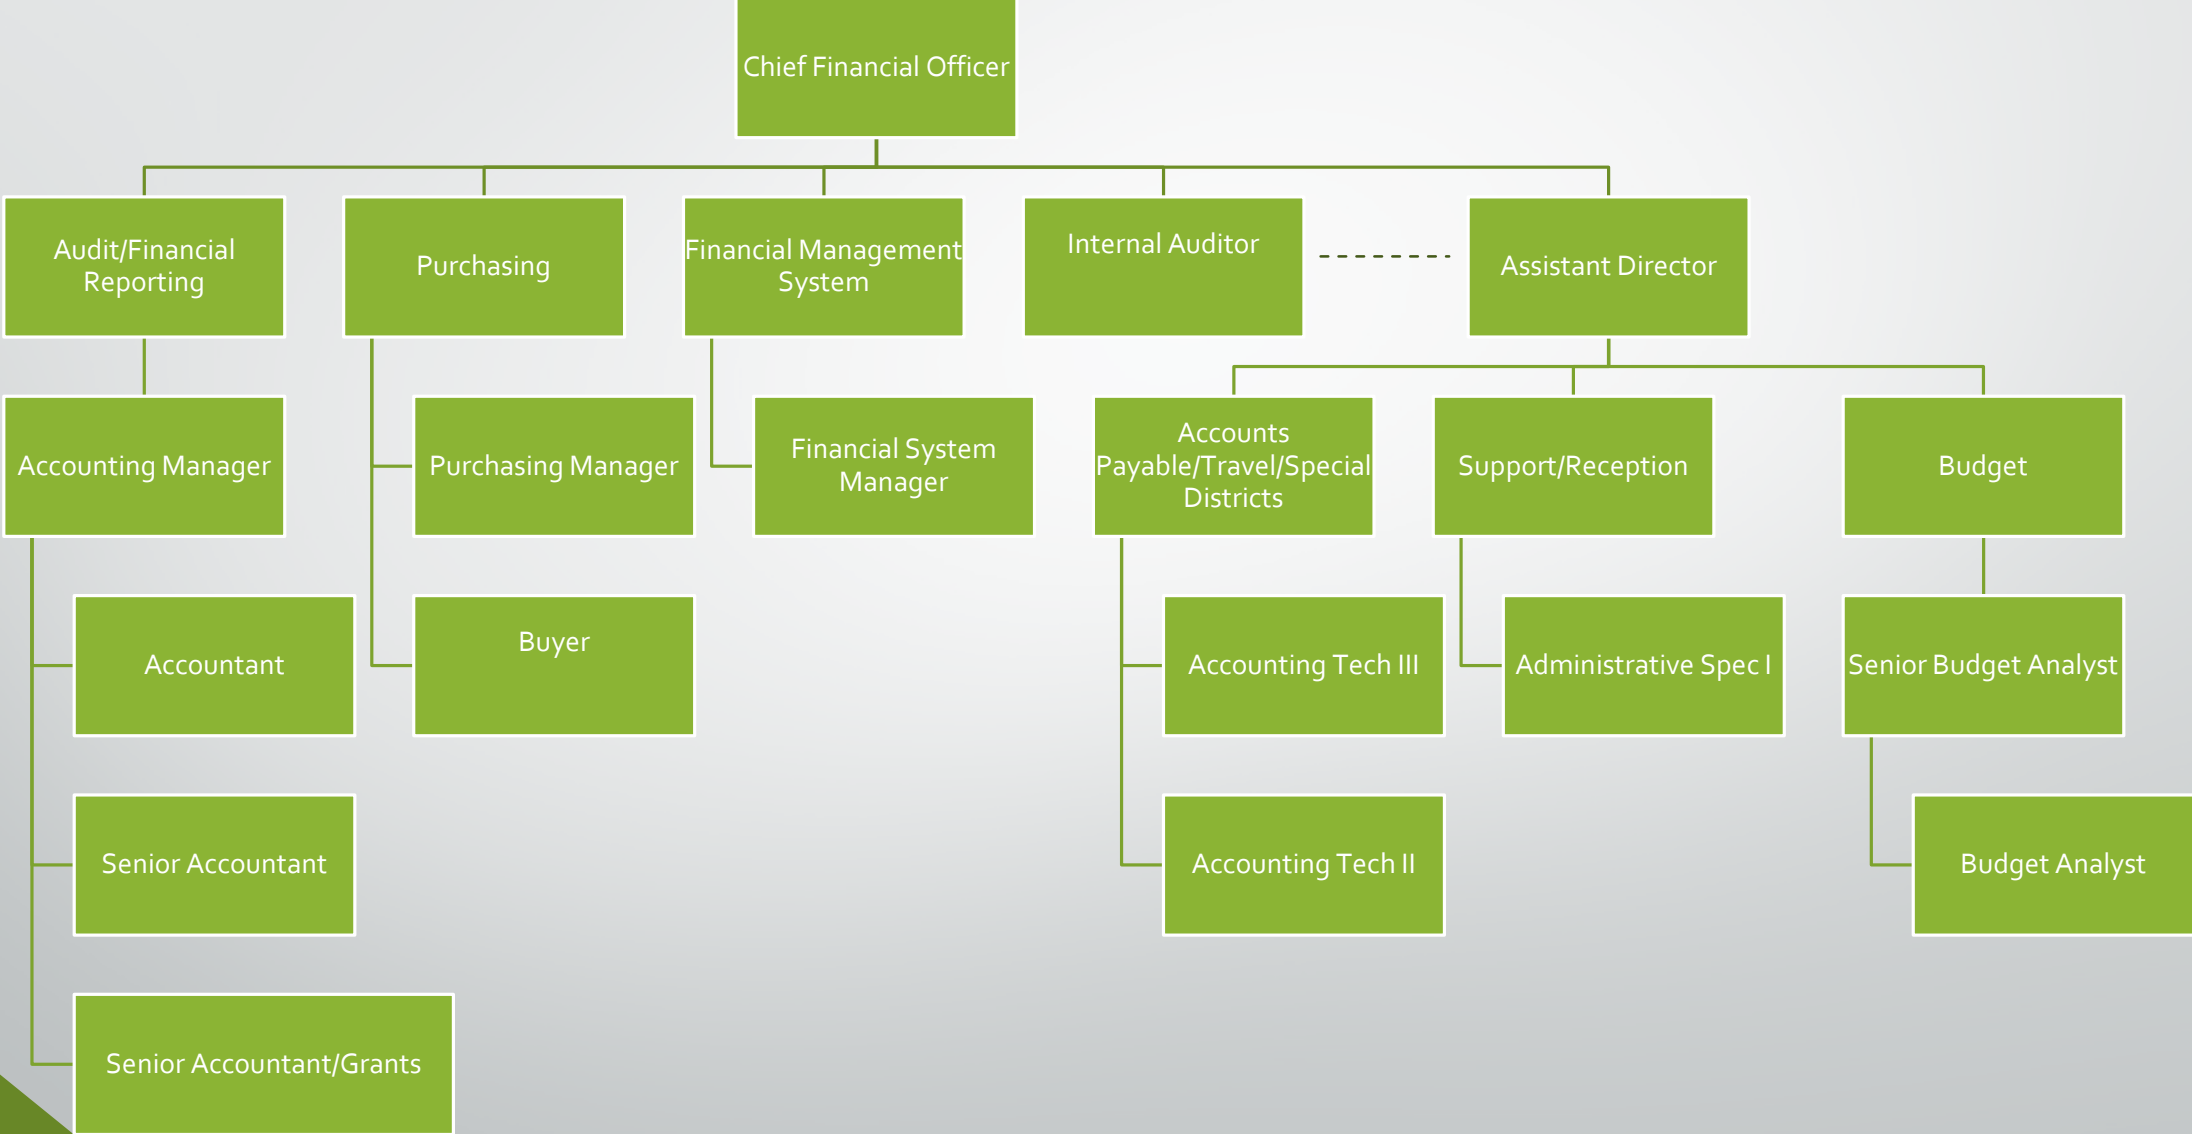 Chief Financial Officer
Audit/Financial
Reporting
Purchasing
Financial Management
System
Internal Auditor
Assistant Director
Accounting Manager
Purchasing Manager
Financial System
Manager
Accounts
Payable/Travel/Special
Districts
Support/Reception
Budget
Accountant
Buyer
Accounting Tech III
Administrative Spec I
Senior Budget Analyst
Senior Accountant
Accounting Tech II
Budget Analyst
Senior Accountant/Grants